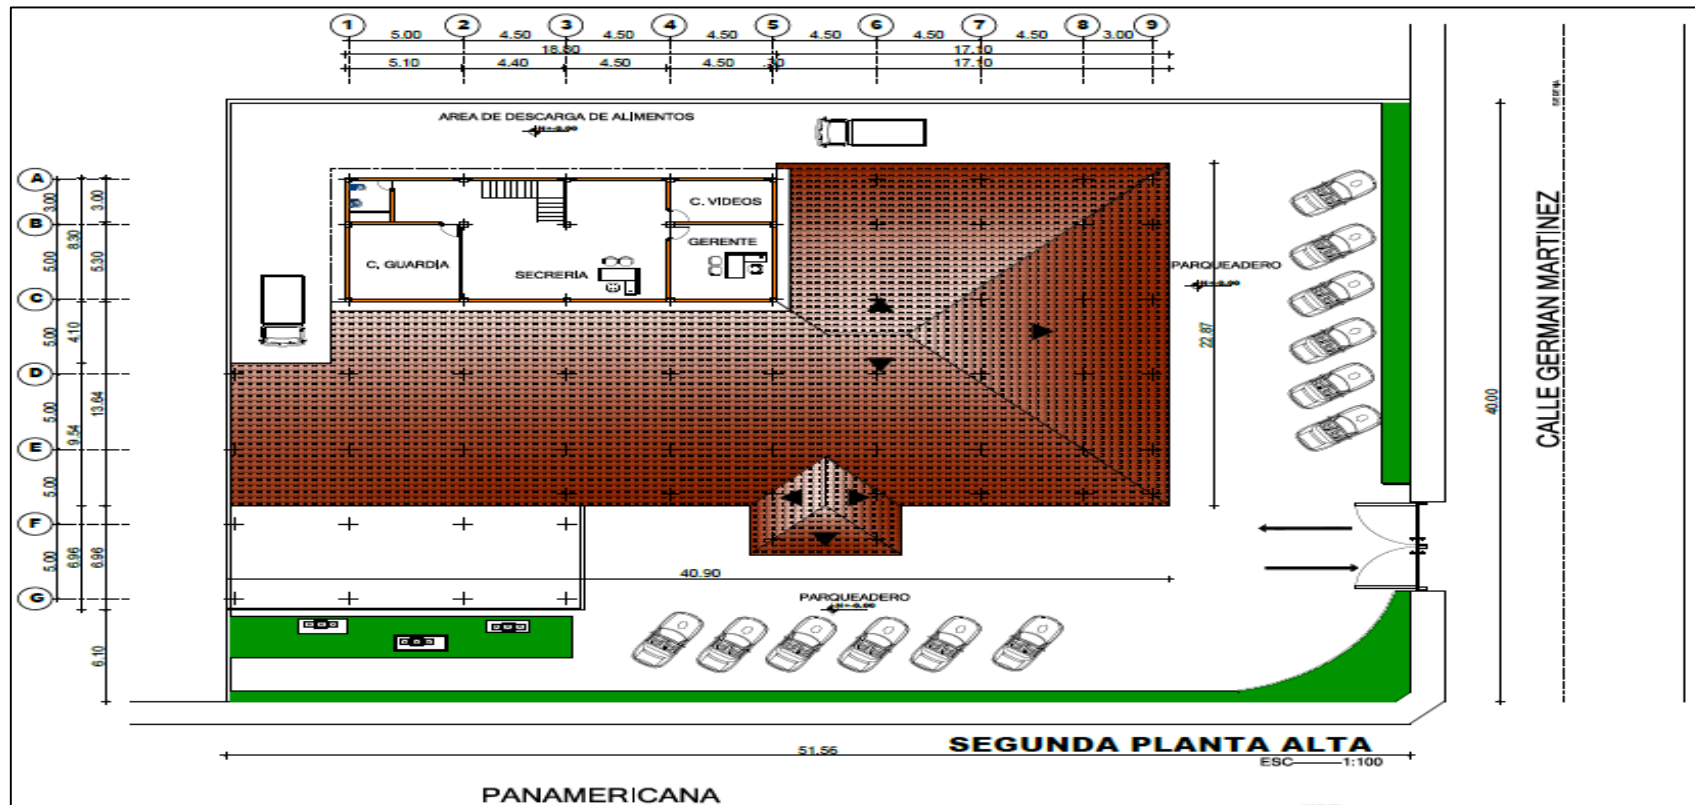 1 2 3 4 5 6 7 8 9
5.00 4.50 4.50 4.50 4.50 4.50 4.50 3.00
18.80 17.10
5.10 4.40 4.50 4.50 .30 17.10
AREA DE DESCARGA DE ALIMENTOS
A
B
C
D
E
F
G
3.00
5.00
5.00
5.00
5.00
5.00
8.30
9.54
6.96
3.00
5.30
4.10
13.64
6.96
6.10
C. VIDEOS
GERENTE
C, GUARDIA
SECRERIA
PARQUEADERO
22.87
40.00
CALLE GERMAN MARTINEZ
40.90
PARQUEADERO
51.56
SEGUNDA PLANTA ALTA
ESC 1:100
PANAMERICANA